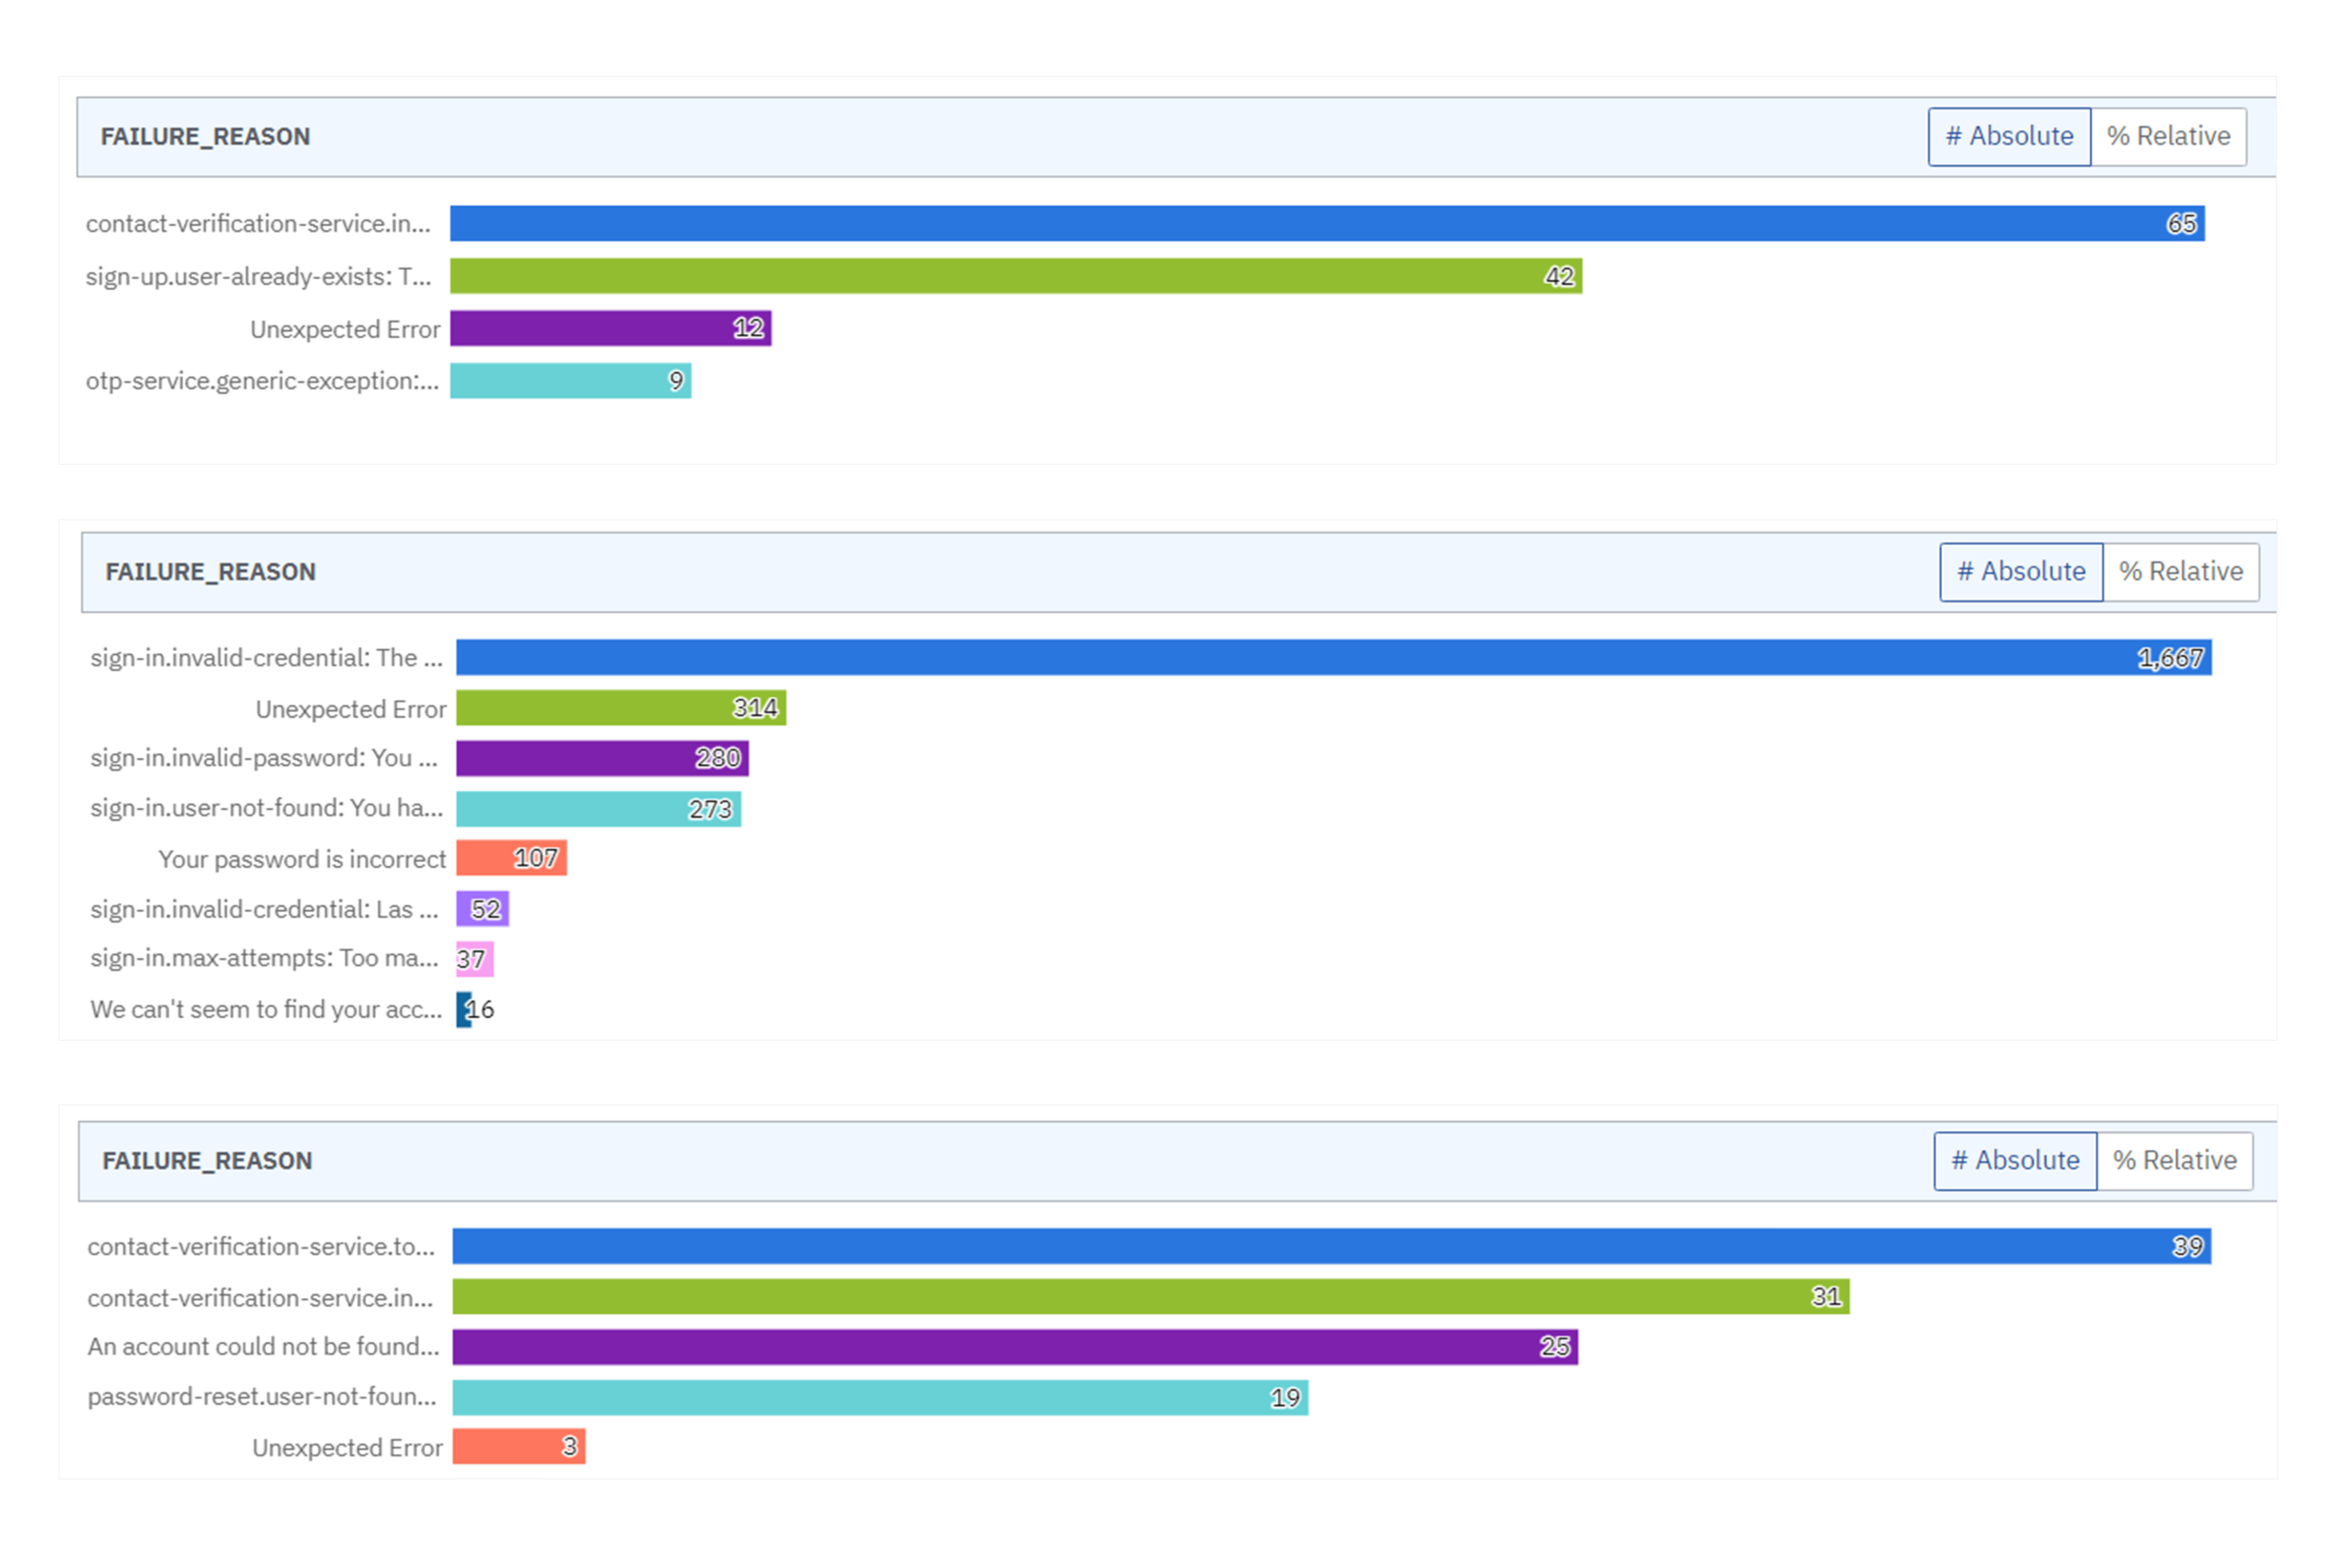 FAILURE_REASON
# Absolute % Relative
contact-verification-service.in... 65
sign-up.user-already-exists: T... 42
Unexpected Error 12
otp-service.generic-exception:... 9
FAILURE_REASON
# Absolute % Relative
sign-in.invalid-credential: The ... 1,667
Unexpected Error 314
sign-in.invalid-password: You ... 280
sign-in.user-not-found: You ha... 273
Your password is incorrect 107
sign-in.invalid-credential: Las ... 52
sign-in.max-attempts: Too ma... 37
We can't seem to find your acc... 16
FAILURE_REASON
# Absolute % Relative
contact-verification-service.to... 39
contact-verification-service.in... 31
An account could not be found... 25
password-reset.user-not-foun... 19
Unexpected Error 3